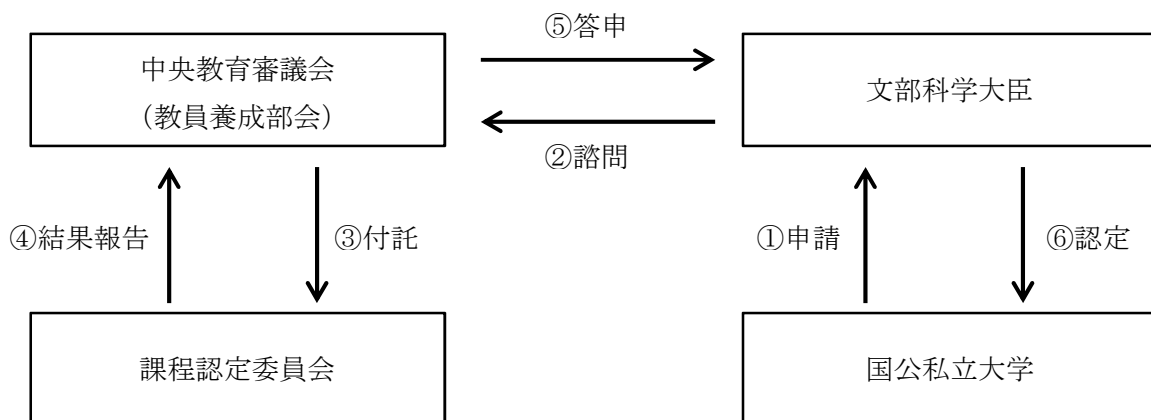 ⑤答申
中央教育審議会
（教員養成部会）
文部科学大臣
②諮問
④結果報告
③付託
①申請
⑥認定
課程認定委員会
国公私立大学